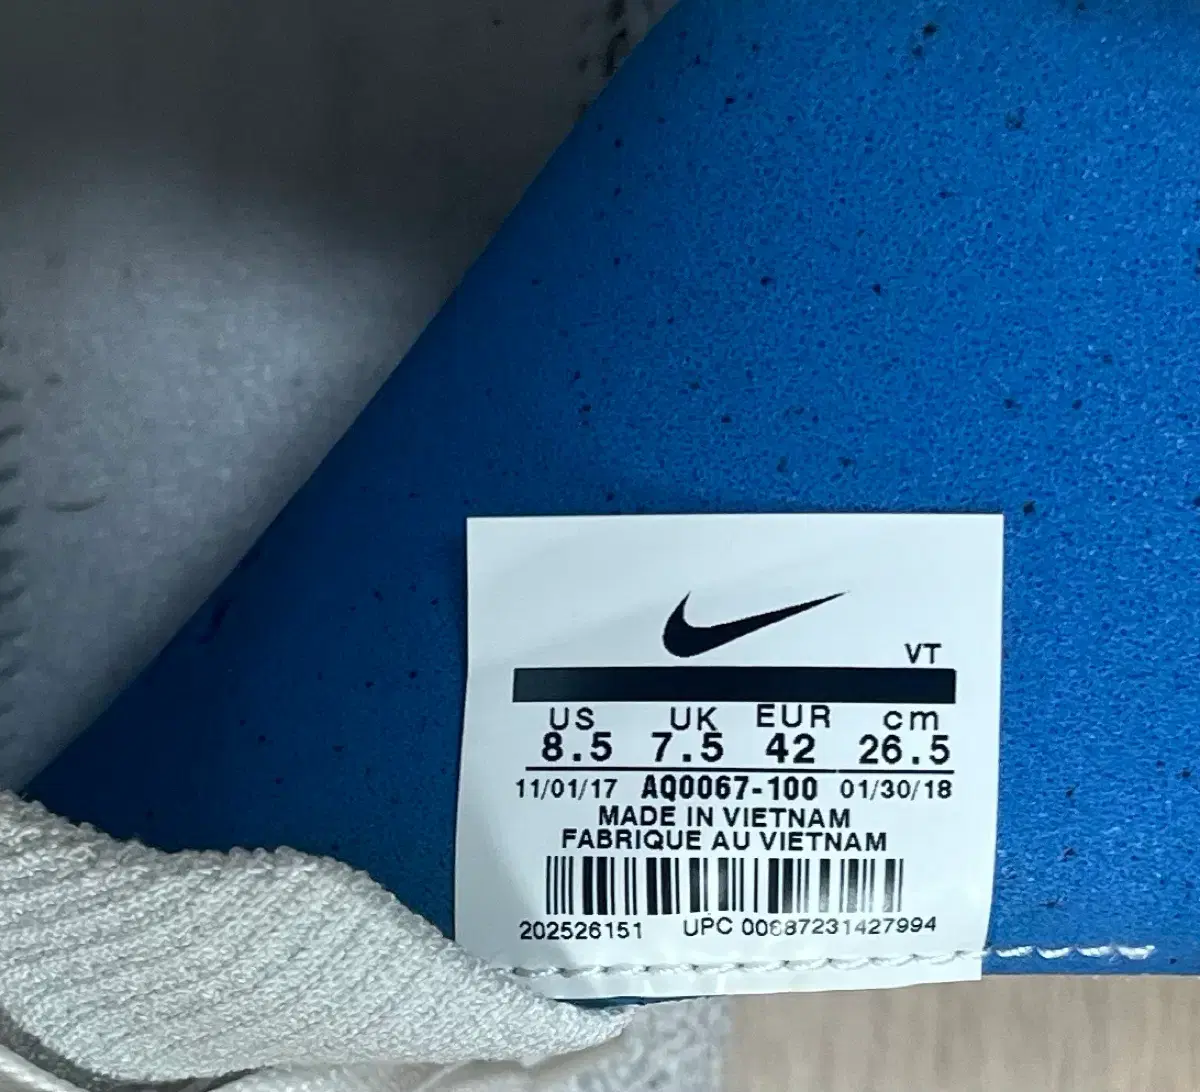 VT
US UK EUR cm
8.5 7.5 42 26.5
11/01/17 AQ0067-100 01/30/18
MADE IN VIETNAM
FABRIQUE AU VIETNAM
202526151 UPC 00687231427994